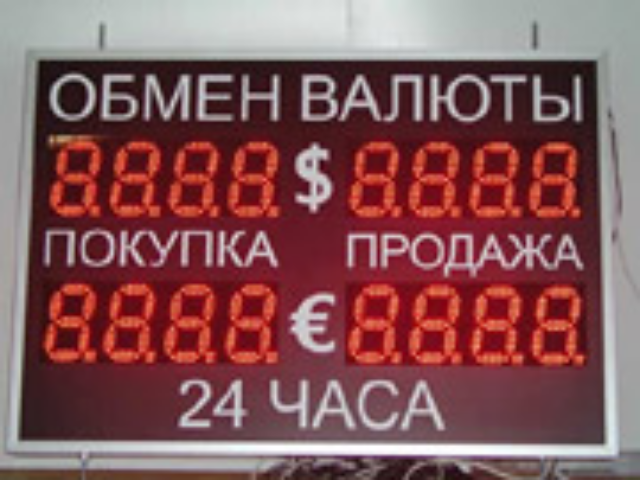 ОБМЕН ВАЛЮТЫ
8.8.8.8. $ 8.8.8.8.
ПОКУПКА ПРОДАЖА
8.8.8.8. € 8.8.8.8.
24 ЧАСА